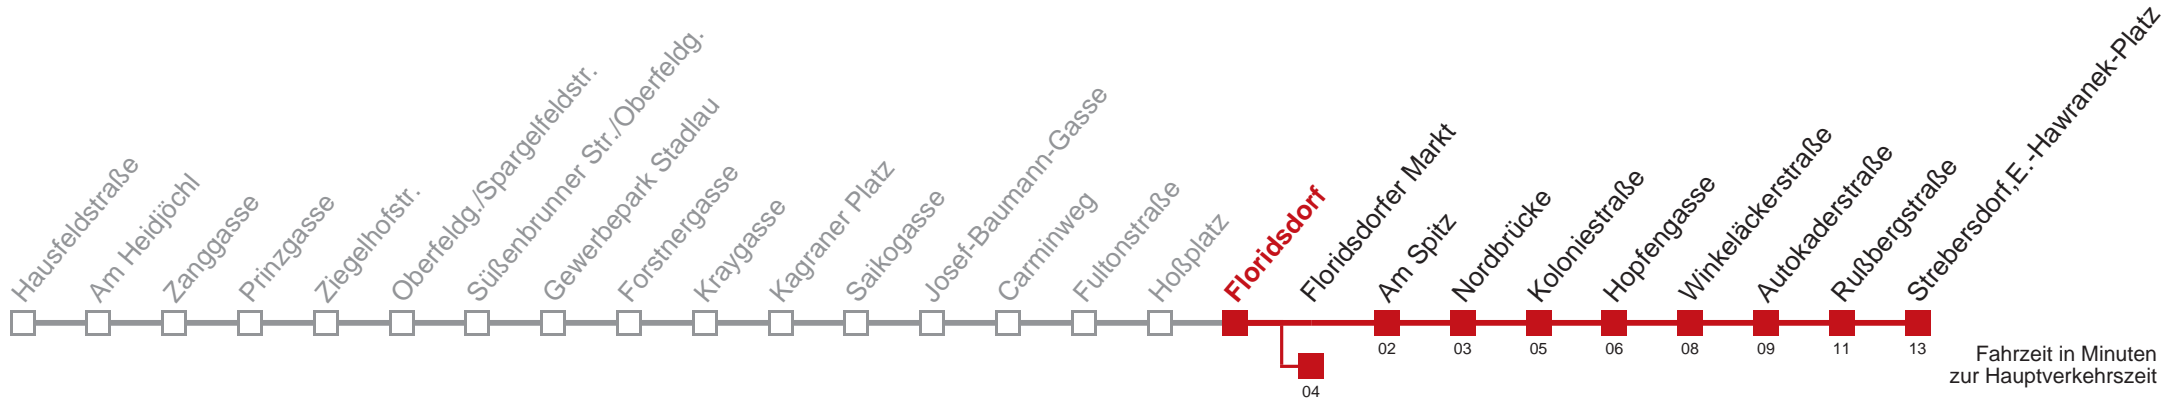 Hausfeldstraße
Am Heidjöchl
Zanggasse
Prinzgasse
Ziegelhofstr.
Oberfeldg./Spargelfeldstr.
Süßenbrunner Str./Oberfeldg.
Gewerbepark Stadlau
Forstnergasse
Kraygasse
Kagraner Platz
Saikogasse
Josef-Baumann-Gasse
Carminweg
Fultonstraße
Hoßplatz
Floridsdorf
Floridsdorfer Markt
Am Spitz
Nordbrücke
Koloniestraße
Hopfengasse
Winkeläckerstraße
Autokaderstraße
Rußbergstraße
Strebersdorf,E.-Hawranek-Platz
02 03 05 06 08 09 11 13
04
Fahrzeit in Minuten
zur Hauptverkehrszeit